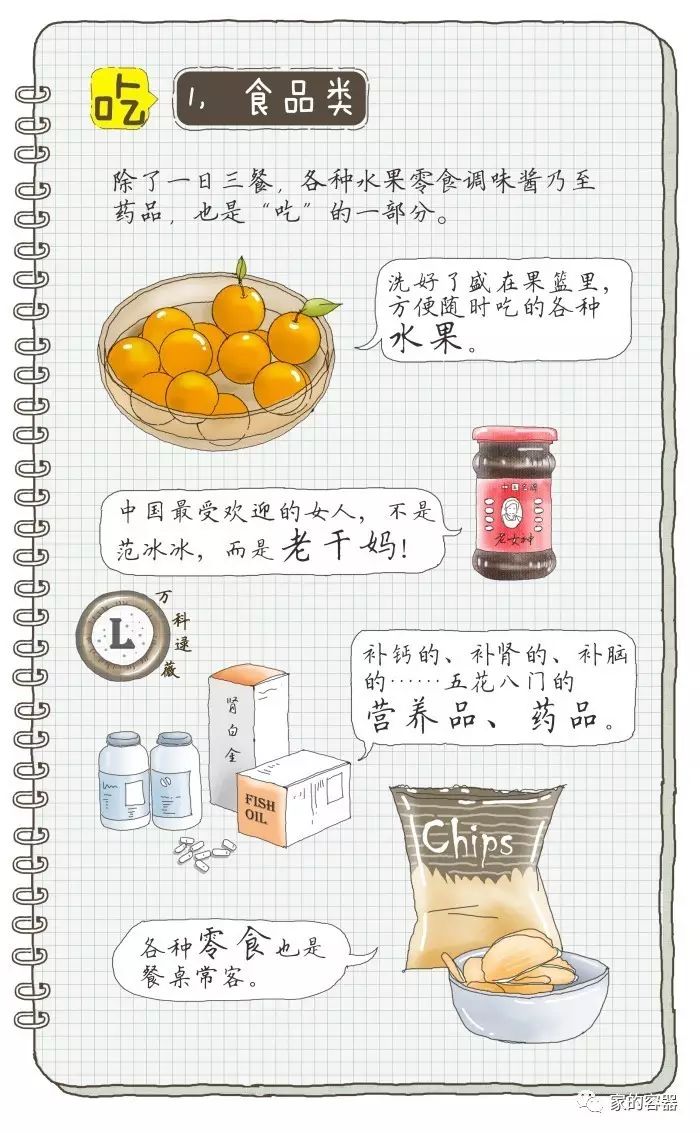 吃
1, 食品类
除了一日三餐，各种水果零食调味酱乃至
药品，也是“吃”的一部分。
洗好了盛在果篮里，
方便随时吃的各种
水果。
中国名牌
老女神
中国最受欢迎的女人，不是
范冰冰，而是老干妈！
L
万科逯薇
补钙的、补肾的、补脑
的……五花八门的
营养品、药品。
肾白金
FISH
OIL
Chips
各种零食也是
餐桌常客。
家的容器